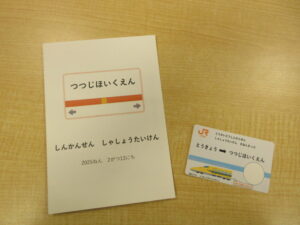 つつじほいくえん
しんかんせん しゃしょうたいけん
2025ねん 2がつ12にち
JR
とうきょう ➡ つつじほいくえん